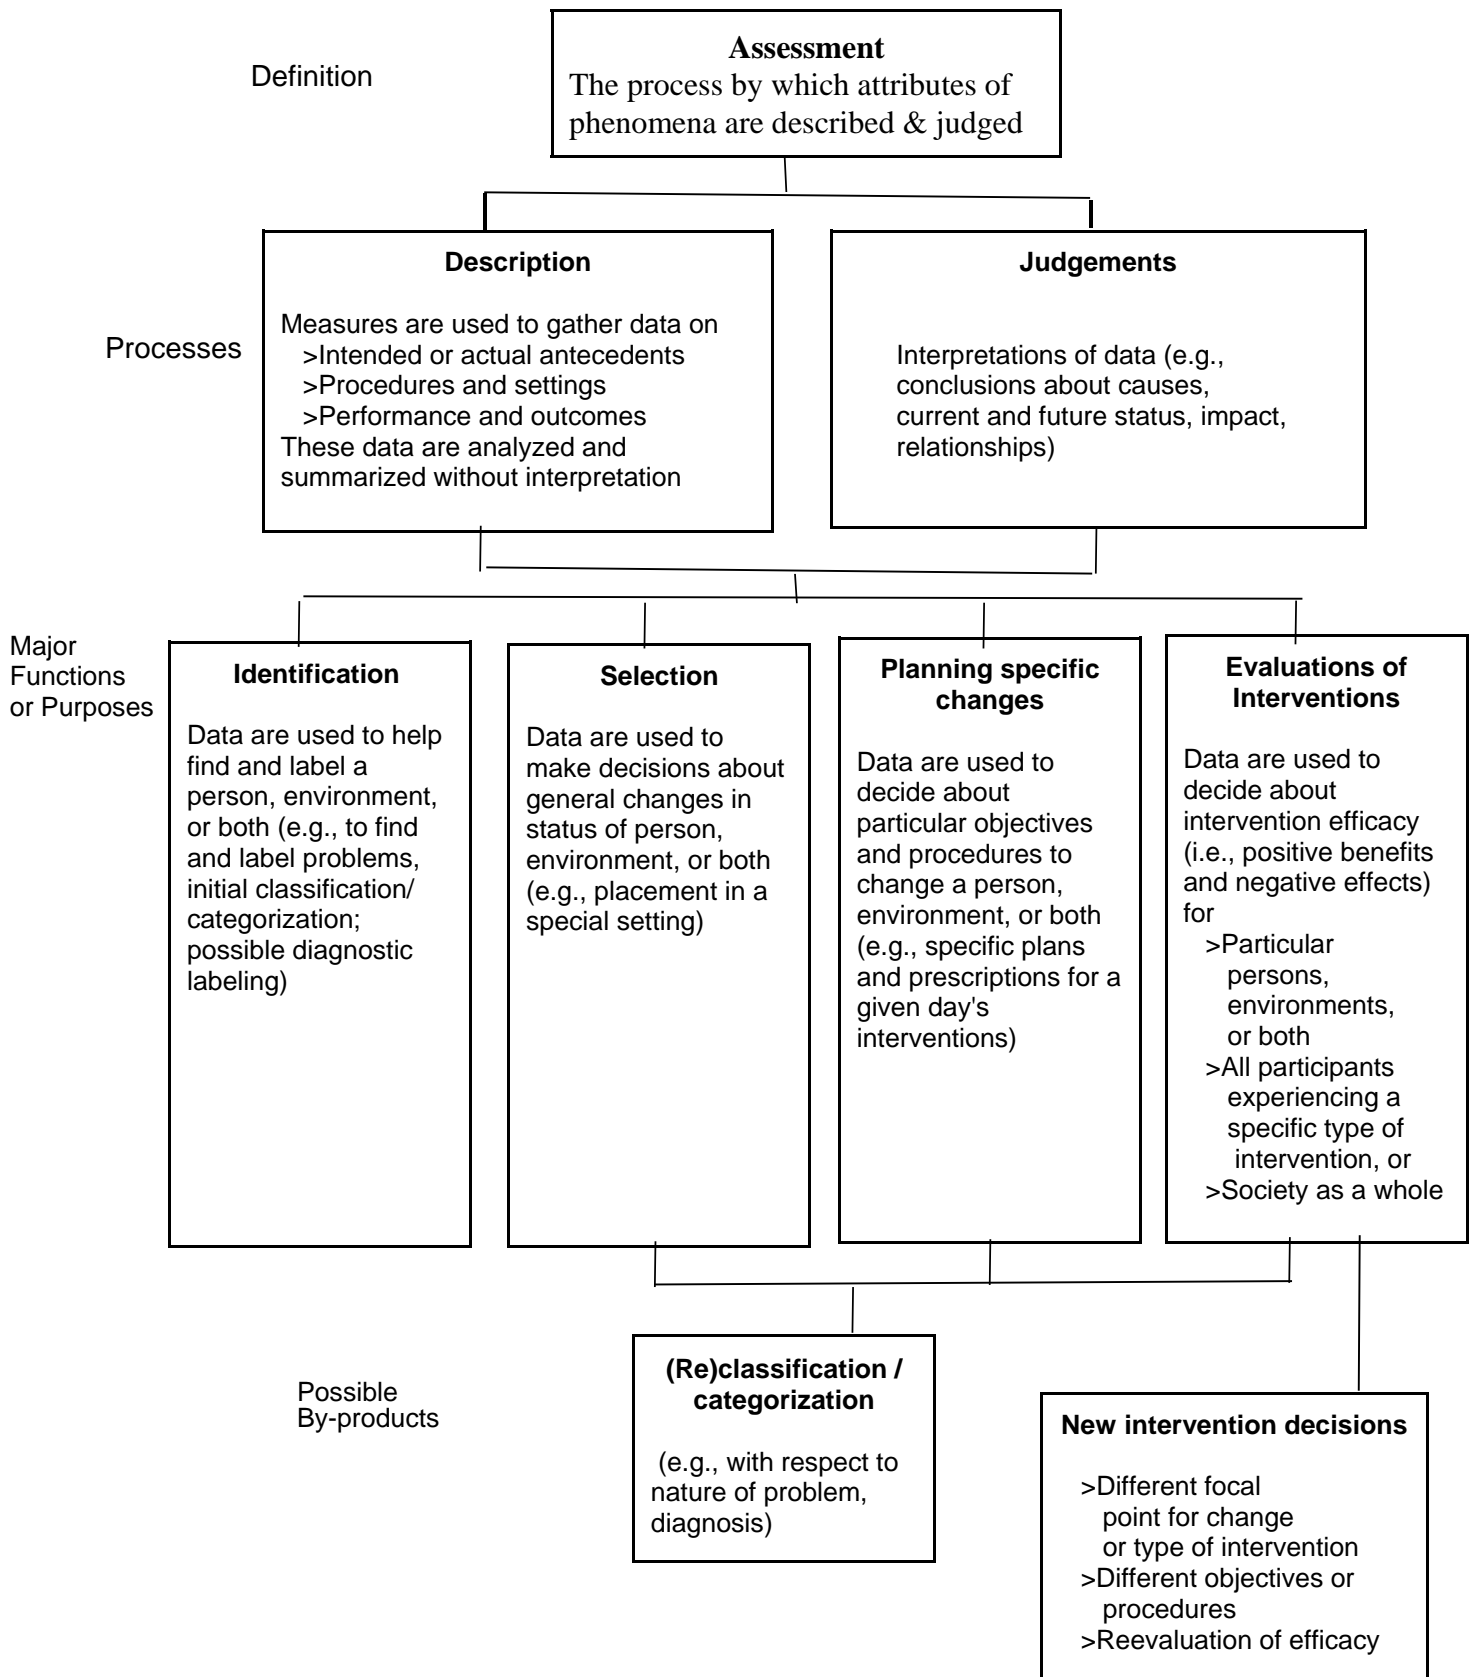 Definition
Assessment
The process by which attributes of
phenomena are described & judged
Processes
Description
Measures are used to gather data on
>Intended or actual antecedents
>Procedures and settings
>Performance and outcomes
These data are analyzed and
summarized without interpretation
Judgements
Interpretations of data (e.g.,
conclusions about causes,
current and future status, impact,
relationships)
Major
Functions
or Purposes
Identification
Data are used to help
find and label a
person, environment,
or both (e.g., to find
and label problems,
initial classification/
categorization;
possible diagnostic
labeling)
Selection
Data are used to
make decisions about
general changes in
status of person,
environment, or both
(e.g., placement in a
special setting)
Planning specific
changes
Data are used to
decide about
particular objectives
and procedures to
change a person,
environment, or both
(e.g., specific plans
and prescriptions for a
given day's
interventions)
Evaluations of
Interventions
Data are used to
decide about
intervention efficacy
(i.e., positive benefits
and negative effects)
for
>Particular
persons,
environments,
or both
>All participants
experiencing a
specific type of
intervention, or
>Society as a whole
Possible
By-products
(Re)classification /
categorization
(e.g., with respect to
nature of problem,
diagnosis)
New intervention decisions
>Different focal
point for change
or type of intervention
>Different objectives or
procedures
>Reevaluation of efficacy